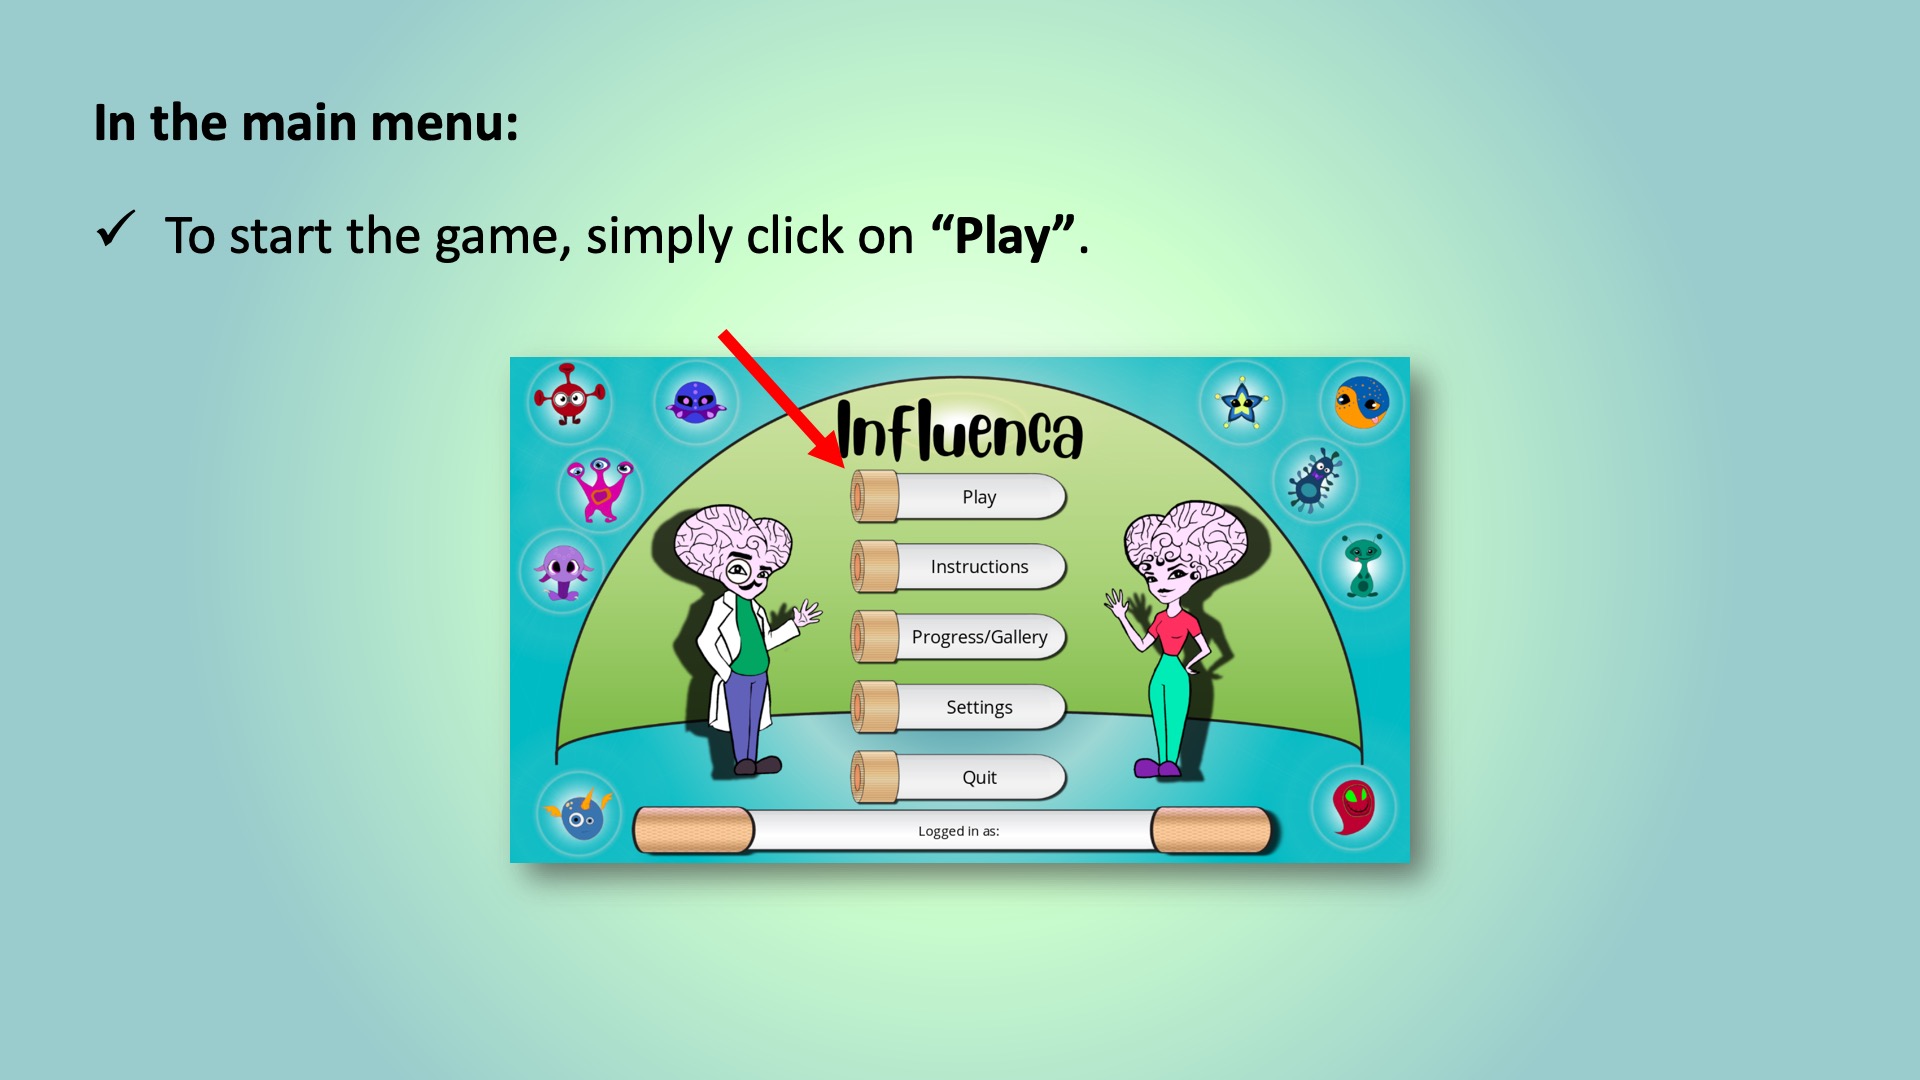 In the main menu:
✓ To start the game, simply click on “Play”.
Influenca
Play
Instructions
Progress/Gallery
Settings
Quit
Logged in as: